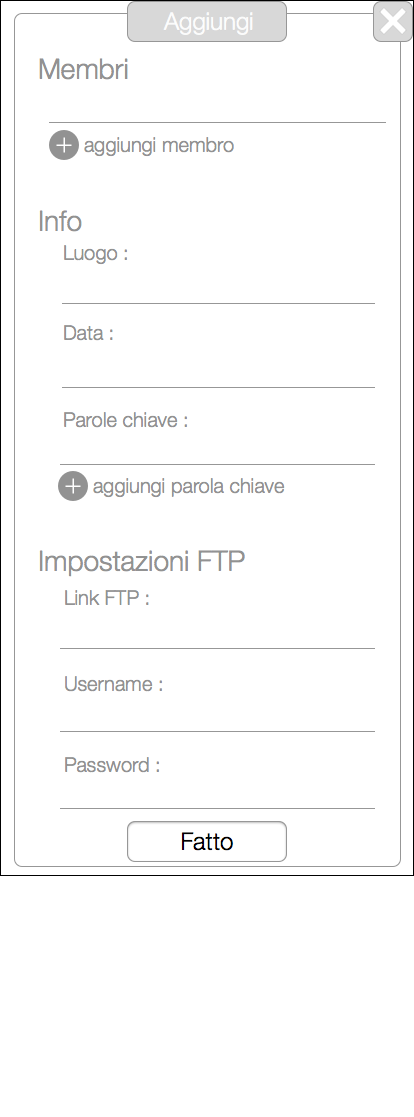 Aggiungi
Membri
aggiungi membro
Info
Luogo :
Data :
Parole chiave :
aggiungi parola chiave
Impostazioni FTP
Link FTP :
Username :
Password :
Fatto